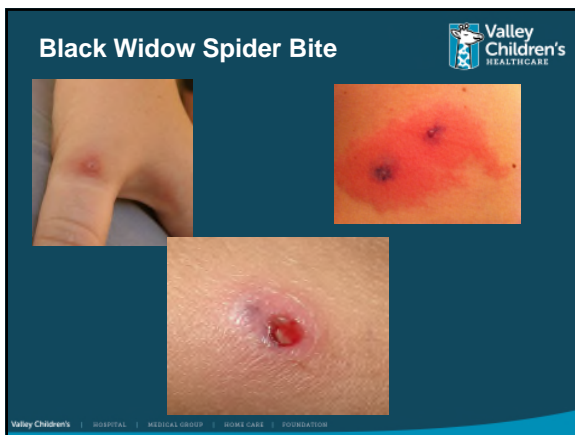 Black Widow Spider Bite
Valley
Children's
HEALTHCARE
Valley Children's | HOSPITAL | MEDICAL GROUP | HOME CARE | FOUNDATION